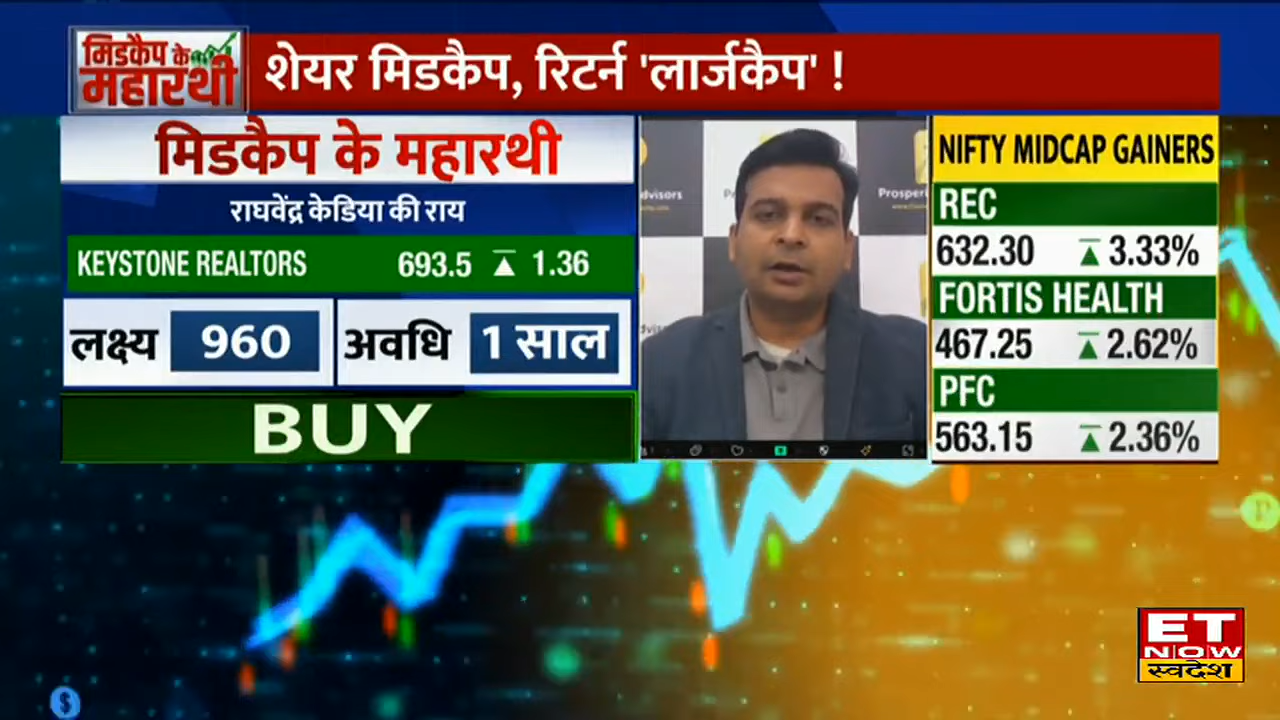 मिडकैप के
महारथी
शेयर मिडकैप, रिटर्न 'लार्जकैप' !
मिडकैप के महारथी
राघवेंद्र केडिया की राय
KEYSTONE REALTORS 693.5 1.36
लक्ष्य 960 अवधि 1 साल
BUY
NIFTY MIDCAP GAINERS
REC
632.30 3.33%
FORTIS HEALTH
467.25 2.62%
PFC
563.15 2.36%
ET
NOW
स्वदेश